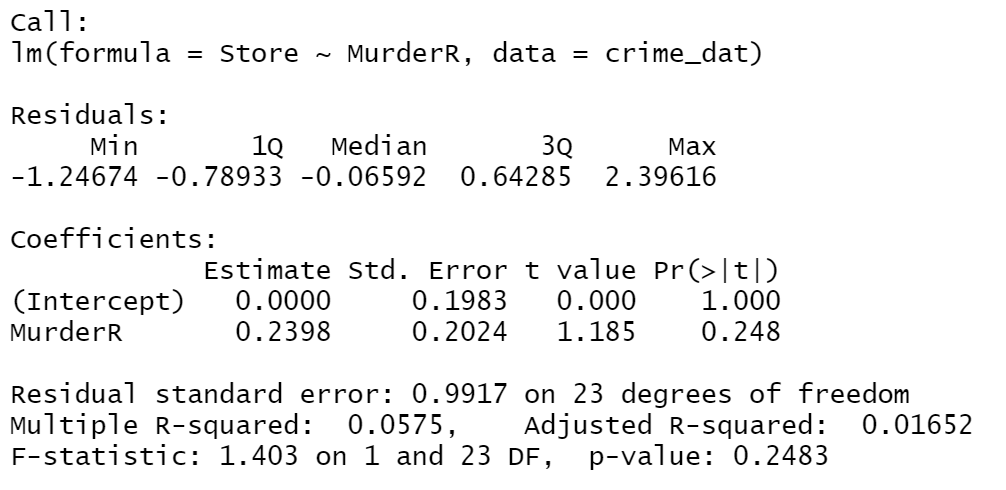 Call:
lm(formula = Store ~ MurderR, data = crime_dat)
Residuals:
Min 1Q Median 3Q Max
-1.24674 -0.78933 -0.06592 0.64285 2.39616
Coefficients:
Estimate Std. Error t value Pr(>|t|)
(Intercept) 0.0000 0.1983 0.000 1.000
MurderR 0.2398 0.2024 1.185 0.248
Residual standard error: 0.9917 on 23 degrees of freedom
Multiple R-squared: 0.0575, Adjusted R-squared: 0.01652
F-statistic: 1.403 on 1 and 23 DF, p-value: 0.2483